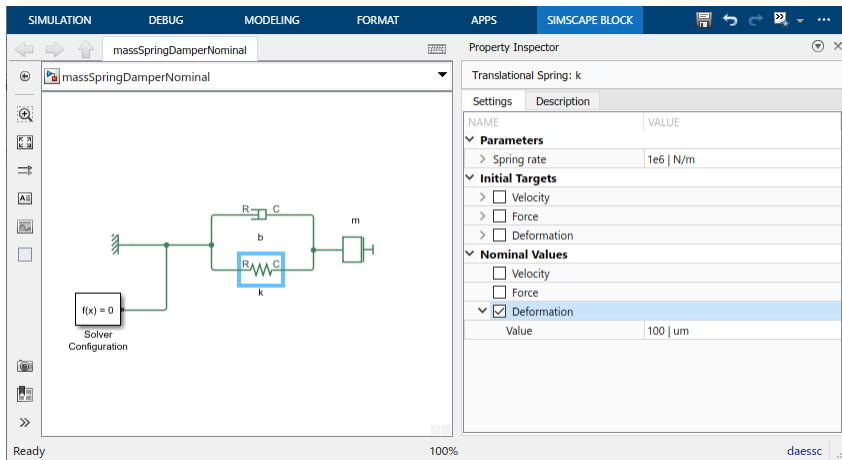 SIMULATION DEBUG MODELING FORMAT APPS SIMSCAPE BLOCK
massSpringDamperNominal
massSpringDamperNominal
R C
b
m
R C
k
f(x) = 0
Solver
Configuration
Property Inspector
Translational Spring: k
Settings Description
NAME VALUE
Parameters
Spring rate 1e6 | N/m
Initial Targets
Velocity
Force
Deformation
Nominal Values
Velocity
Force
Deformation
Value 100 | um
Ready 100% daessc